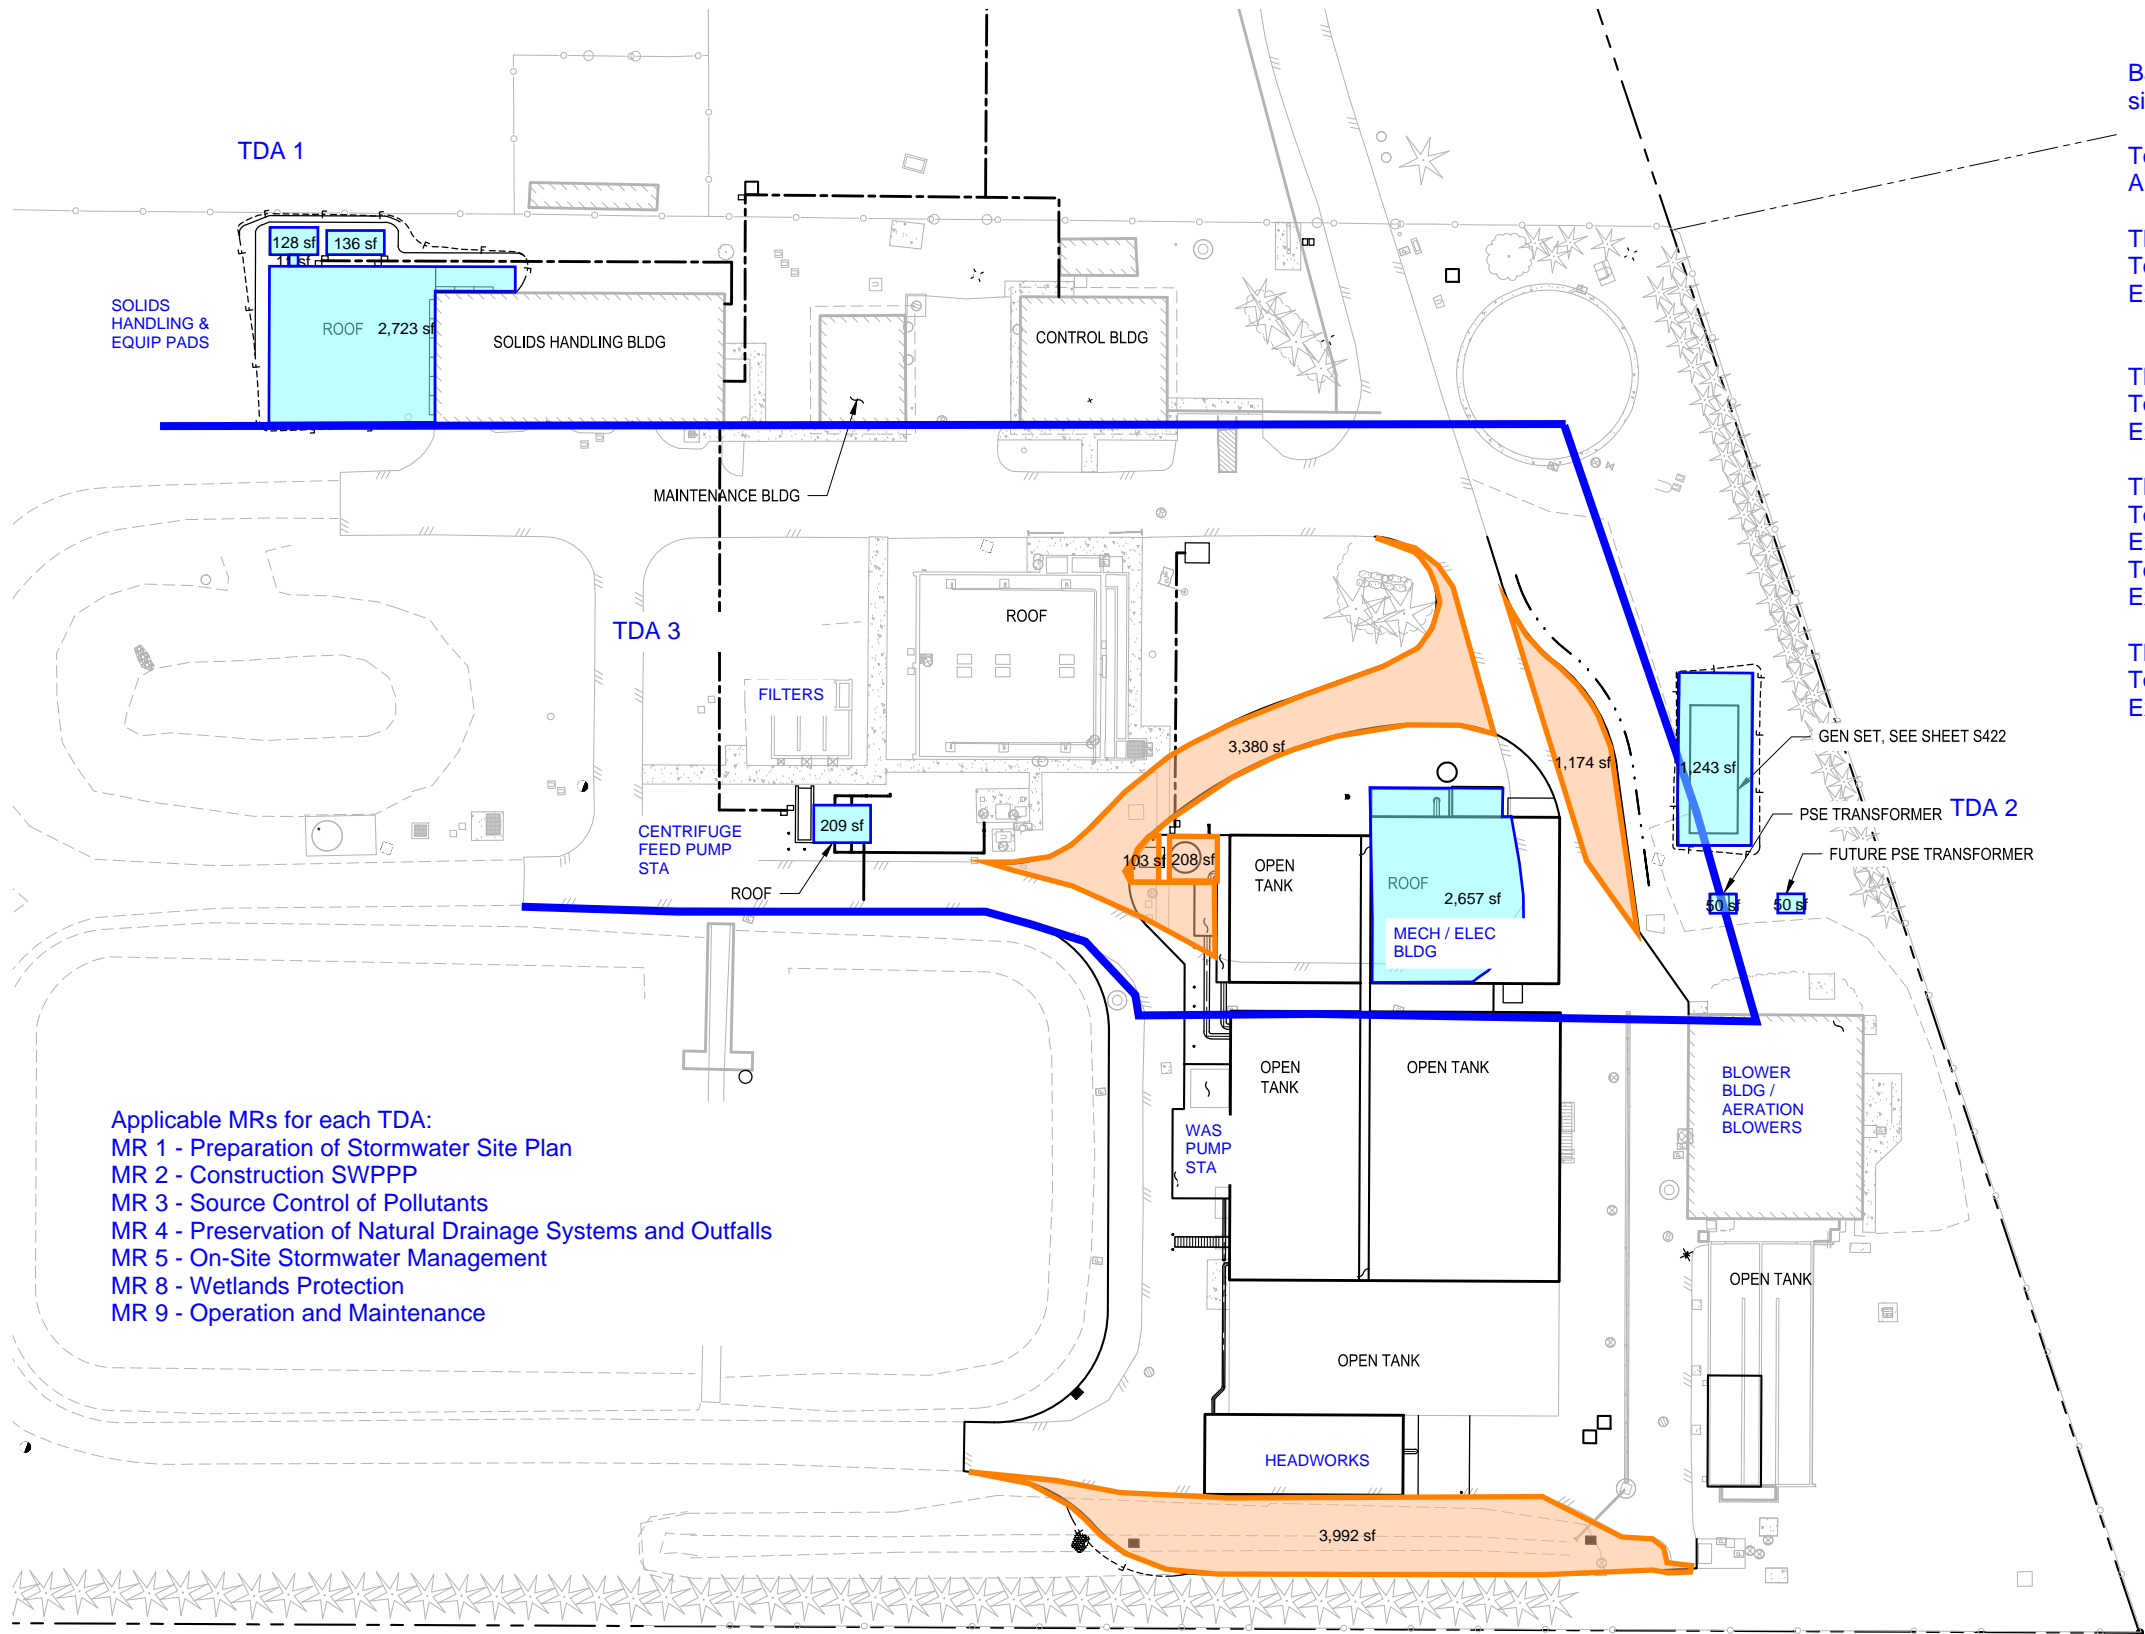 TDA 1
128 sf
136 sf
11 sf
SOLIDS
HANDLING &
EQUIP PADS
ROOF
2,723 sf
SOLIDS HANDLING BLDG
CONTROL BLDG
MAINTENANCE BLDG
TDA 3
ROOF
FILTERS
3,380 sf
1,174 sf
1,243 sf
GEN SET, SEE SHEET S422
PSE TRANSFORMER
TDA 2
FUTURE PSE TRANSFORMER
50 sf
50 sf
CENTRIFUGE
FEED PUMP
STA
209 sf
ROOF
103 sf
208 sf
OPEN
TANK
ROOF
2,657 sf
MECH / ELEC
BLDG
OPEN
TANK
OPEN TANK
BLOWER
BLDG /
AERATION
BLOWERS
WAS
PUMP
STA
Applicable MRs for each TDA:
MR 1 - Preparation of Stormwater Site Plan
MR 2 - Construction SWPPP
MR 3 - Source Control of Pollutants
MR 4 - Preservation of Natural Drainage Systems and Outfalls
MR 5 - On-Site Stormwater Management
MR 8 - Wetlands Protection
MR 9 - Operation and Maintenance
OPEN TANK
OPEN TANK
HEADWORKS
3,992 sf